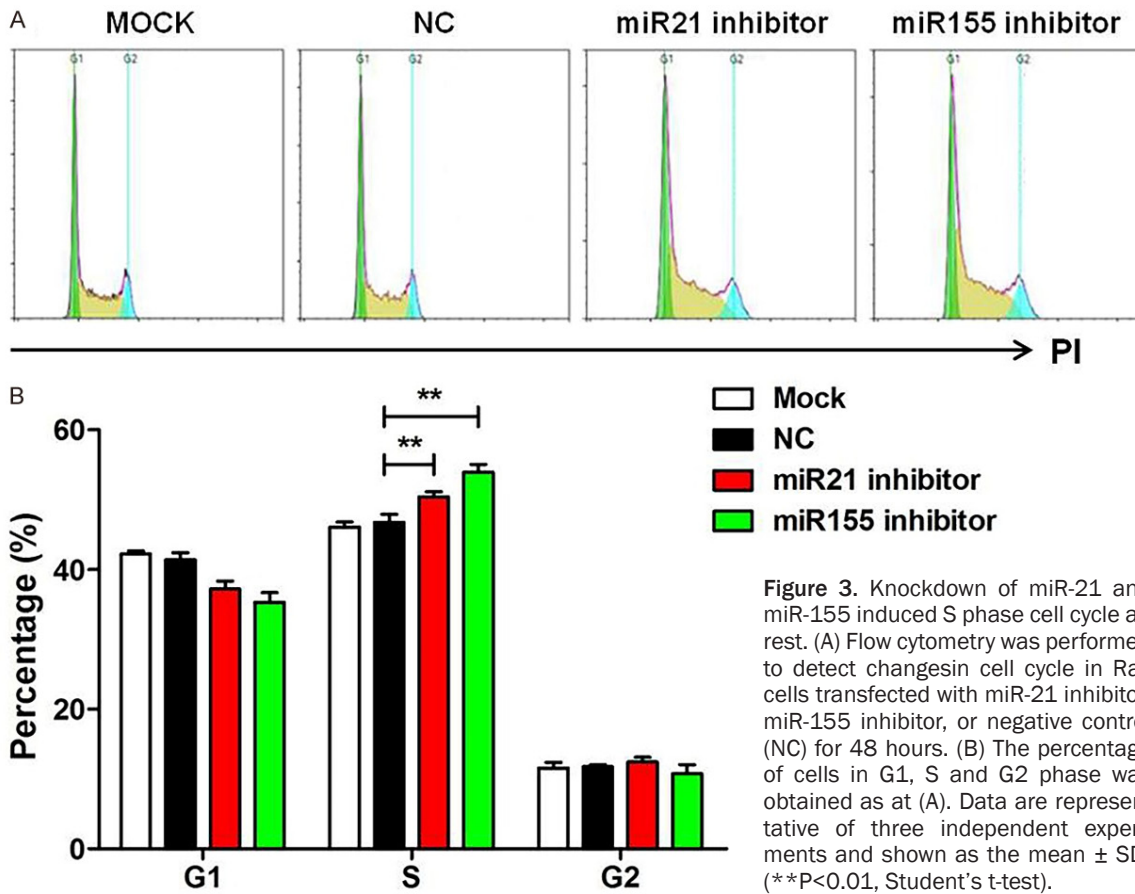 A
MOCK NC miR21 inhibitor miR155 inhibitor
G1 G2 G1 G2 G1 G2 G1 G2
PI
B
Percentage (%)
60
40
20
0
** **
G1 S G2
Mock
NC
miR21 inhibitor
miR155 inhibitor
Figure 3. Knockdown of miR-21 an
miR-155 induced S phase cell cycle a
rest. (A) Flow cytometry was performe
to detect changesin cell cycle in Ra
cells transfected with miR-21 inhibito
miR-155 inhibitor, or negative contr
(NC) for 48 hours. (B) The percentag
of cells in G1, S and G2 phase wa
obtained as at (A). Data are represen
tative of three independent exper
ments and shown as the mean ± SD
(**P<0.01, Student's t-test).